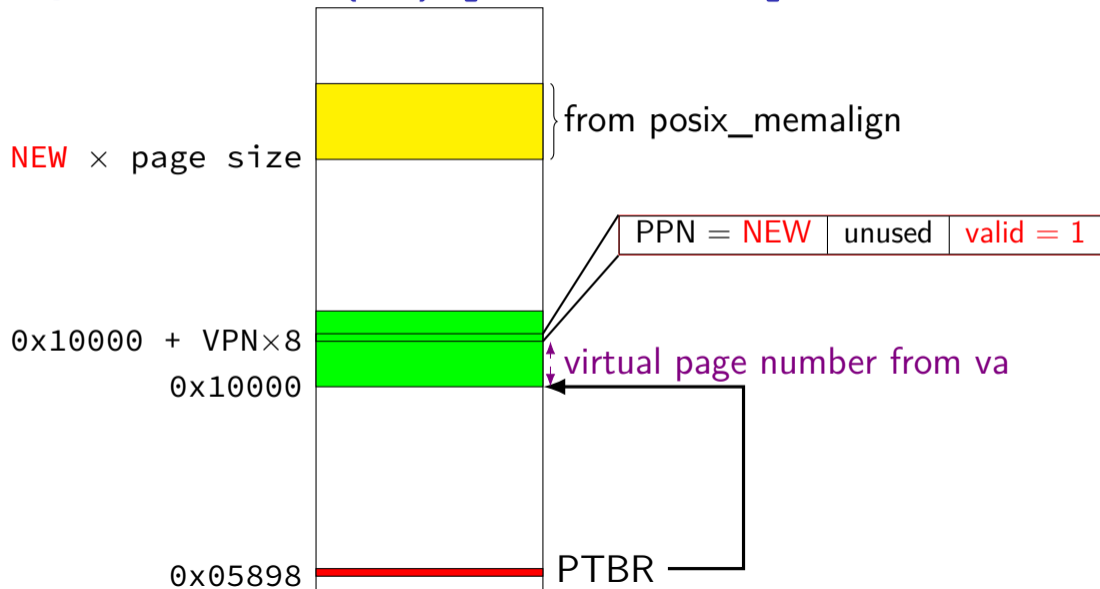 from posix_memalign
NEW × page size
PPN = NEW unused valid = 1
0x10000 + VPN×8
virtual page number from va
0x10000
PTBR
0x05898